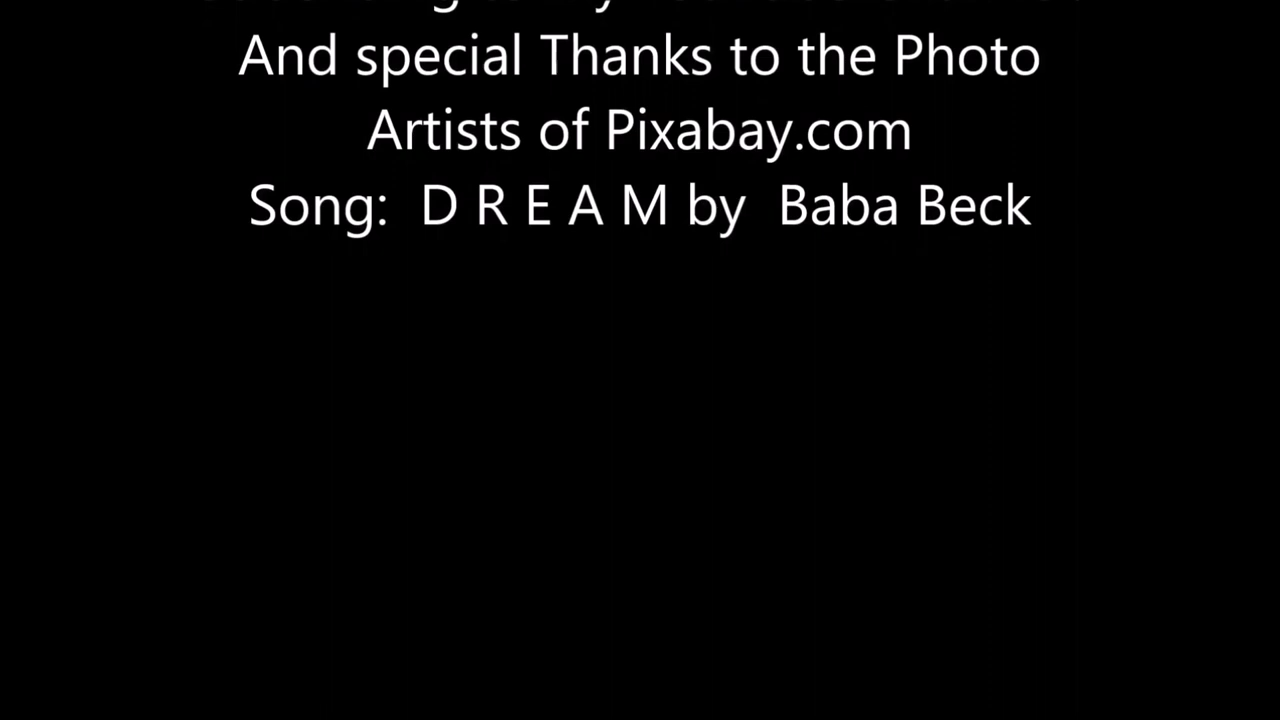 And special Thanks to the Photo
Artists of Pixabay.com
Song:  D R E A M by  Baba Beck